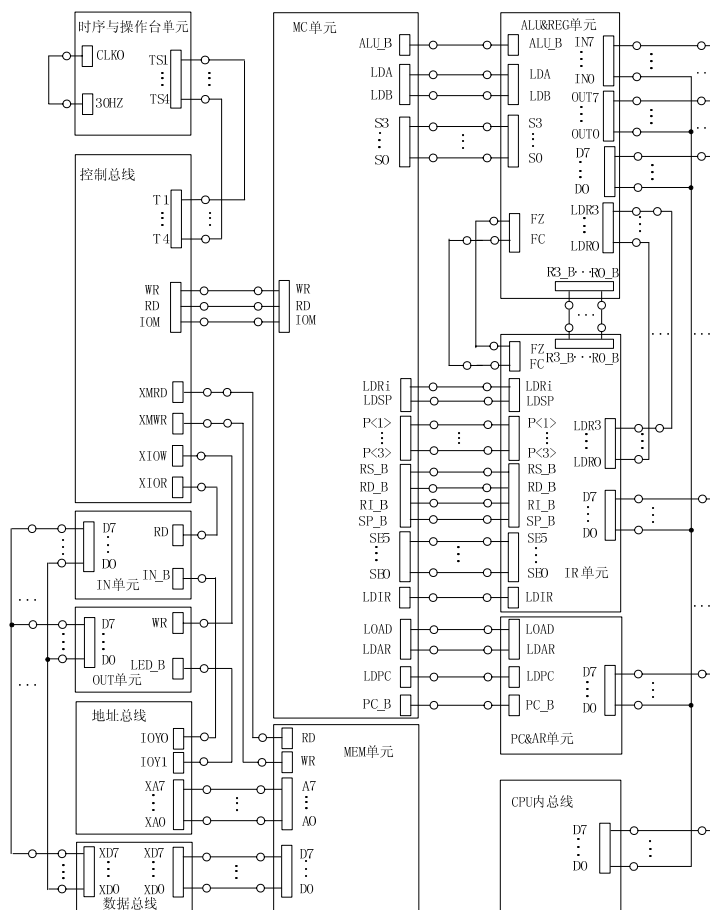 时序与操作台单元
CLKO
TS1
30HZ
TS4
控制总线
T1
T4
WR
RD
IOM
XMRD
XMWR
XIOW
XIOR
D7
RD
D0
IN_B
IN单元
D7
WR
D0
LED_B
OUT单元
地址总线
IOY0
IOY1
XA7
XA0
XD7
XD7
XD0
XD0
数据总线
MC单元
ALU_B
LDA
LDB
S3
S0
WR
RD
IOM
LDRi
LDSP
P<1>
P<3>
RS_B
RD_B
RI_B
SP_B
SE5
SE0
LDIR
LOAD
LDAR
LDPC
PC_B
RD
MEM单元
WR
A7
A0
D7
D0
ALU&REG单元
ALU_B
IN7
LDA
IN0
LDB
OUT7
S3
OUT0
S0
D7
D0
FZ
LDR3
FC
LDR0
R3_B···R0_B
FZ
R3_B···R0_B
FC
LDRi
LDSP
P<1>
LDR3
P<3>
LDR0
RS_B
RD_B
D7
RI_B
SP_B
D0
SE5
SE0
IR单元
LDIR
LOAD
LDAR
LDPC
D7
PC_B
D0
PC&AR单元
CPU内总线
D7
D0